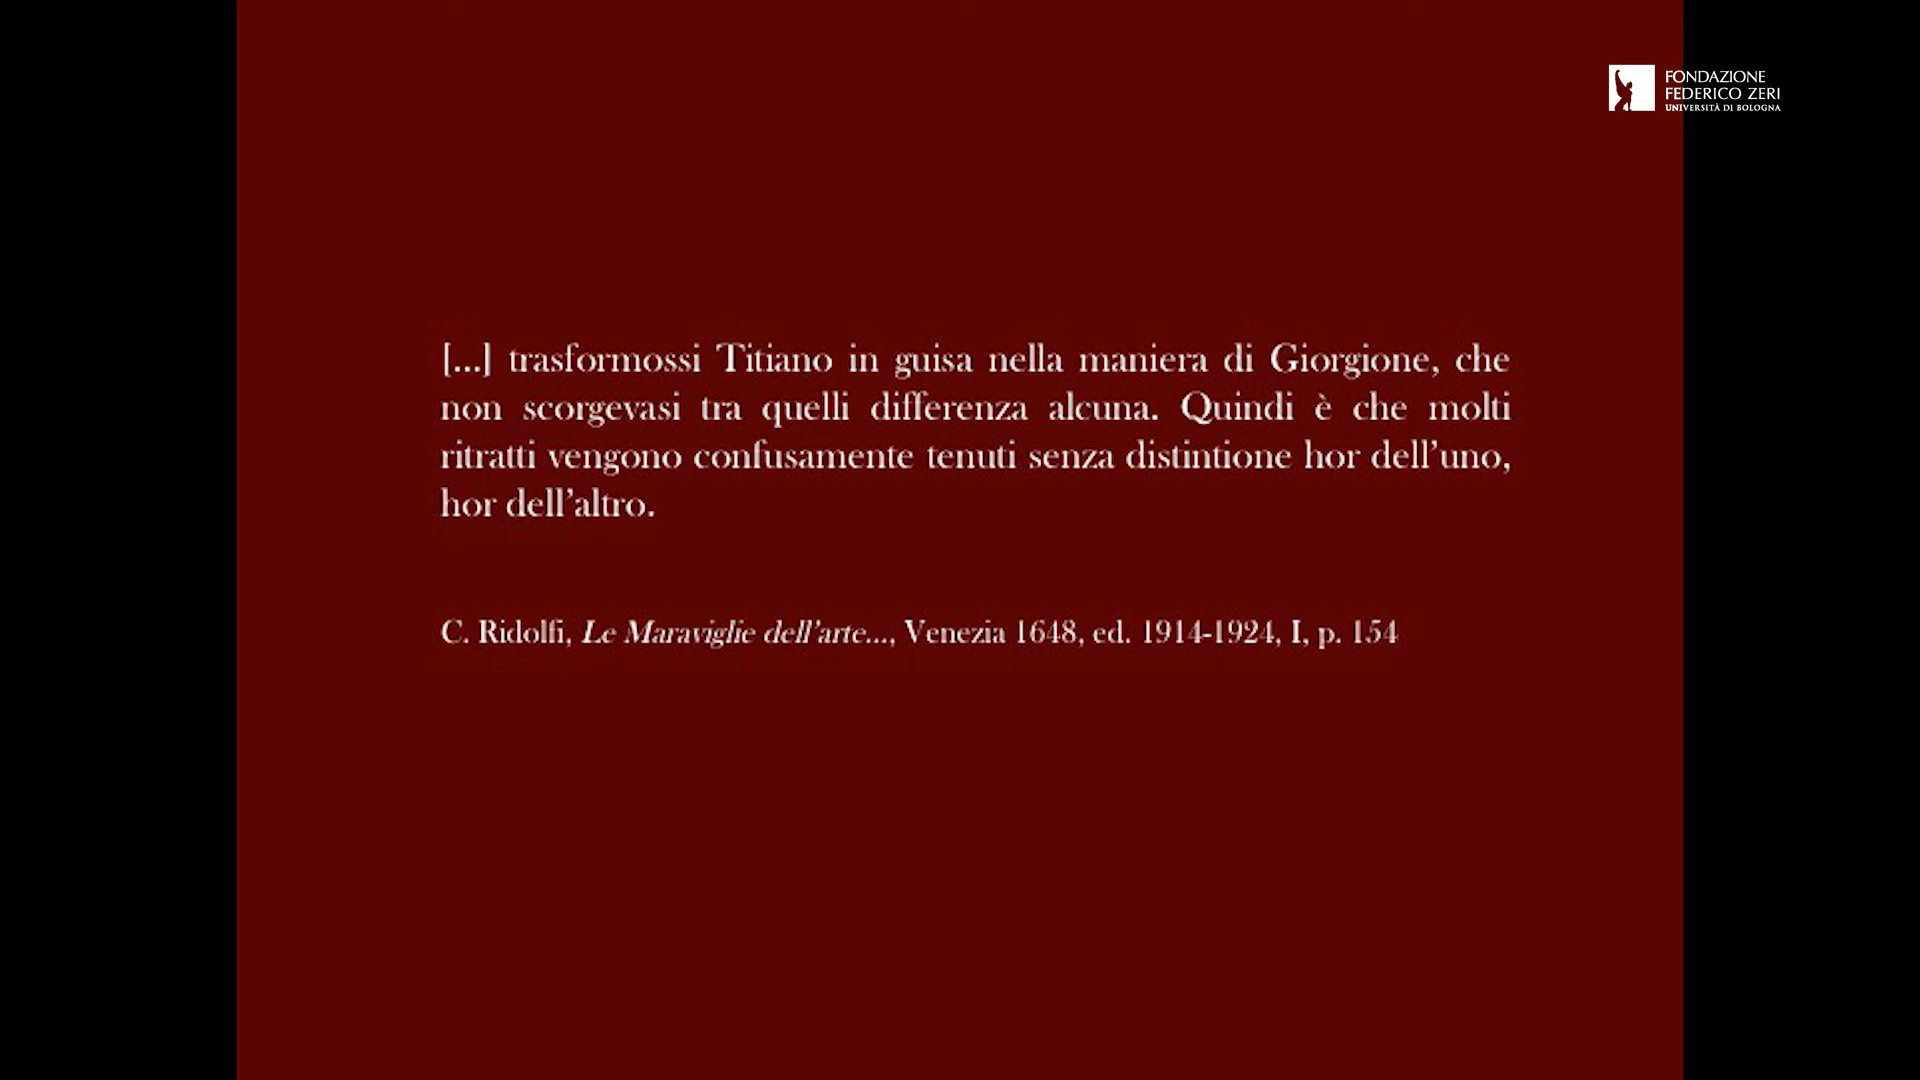 FONDAZIONE
FEDERICO ZERI
UNIVERSITÀ DI BOLOGNA
[...] trasformossi Titiano in guisa nella maniera di Giorgione, che
non scorgevasi tra quelli differenza alcuna. Quindi è che molti
ritratti vengono confusamente tenuti senza distintione hor dell’uno,
hor dell’altro.
C. Ridolfi, Le Maraviglie dell’arte..., Venezia 1648, ed. 1914-1924, I, p. 154